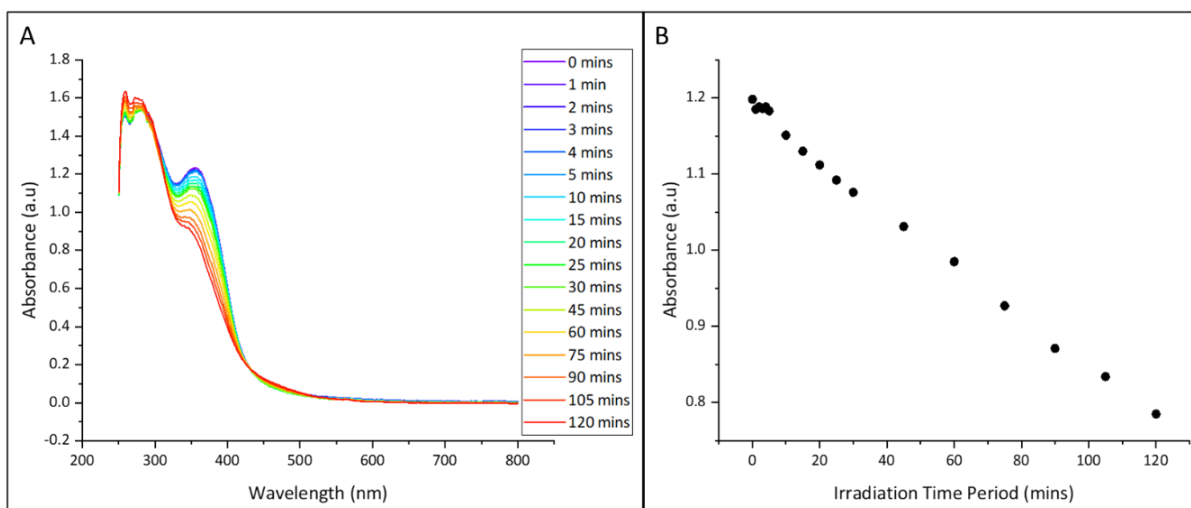 A
Absorbance (a.u)
1.8
1.6
1.4
1.2
1.0
0.8
0.6
0.4
0.2
0.0
-0.2
200 300 400 500 600 700 800
Wavelength (nm)
0 mins
1 min
2 mins
3 mins
4 mins
5 mins
10 mins
15 mins
20 mins
25 mins
30 mins
45 mins
60 mins
75 mins
90 mins
105 mins
120 mins
B
Absorbance (a.u)
1.2
1.1
1.0
0.9
0.8
0 20 40 60 80 100 120
Irradiation Time Period (mins)